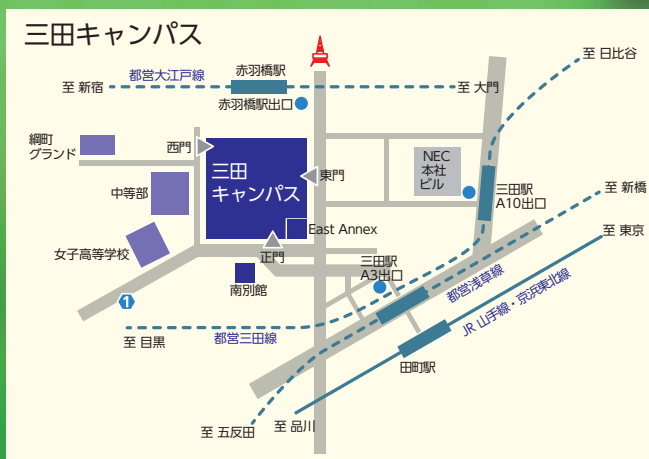 三田キャンパス
至 日比谷
赤羽橋駅
都営大江戸線
至 新宿
至 大門
赤羽橋駅出口
綱町
グランド
西門
三田
キャンパス
東門
NEC
本社
ビル
中等部
三田駅
A10出口
至 新橋
East Annex
至 東京
女子高等学校
正門
三田駅
A3出口
南別館
都営浅草線
1
JR 山手線・京浜東北線
都営三田線
至 目黒
田町駅
至 品川
至 五反田